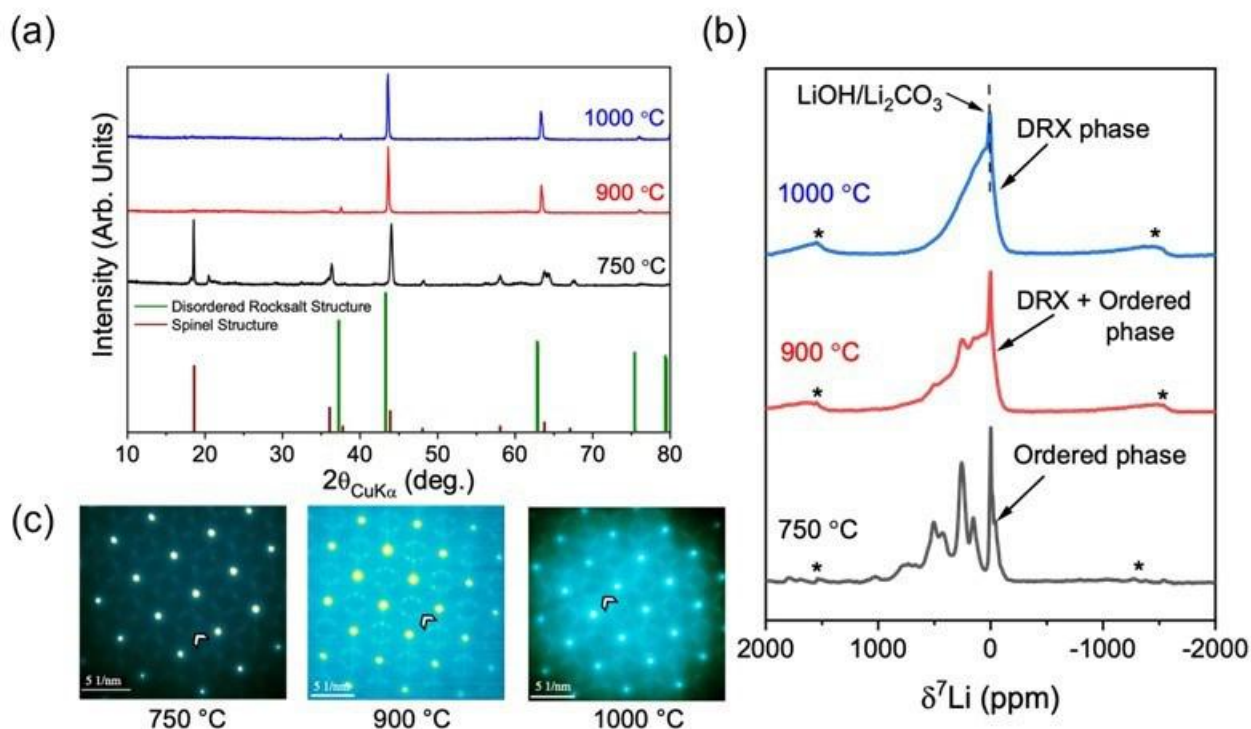 (a)
Intensity (Arb. Units)
1000 °C
900 °C
750 °C
Disordered Rocksalt Structure
Spinel Structure
10 20 30 40 50 60 70 80
2θCuKα (deg.)
(b)
LiOH/Li₂CO₃
DRX phase
1000 °C
* *
DRX + Ordered
phase
900 °C
* *
Ordered phase
750 °C
* *
2000 1000 0 -1000 -2000
δ⁷Li (ppm)
(c)
5 1/nm
5 1/nm
5 1/nm
750 °C
900 °C
1000 °C